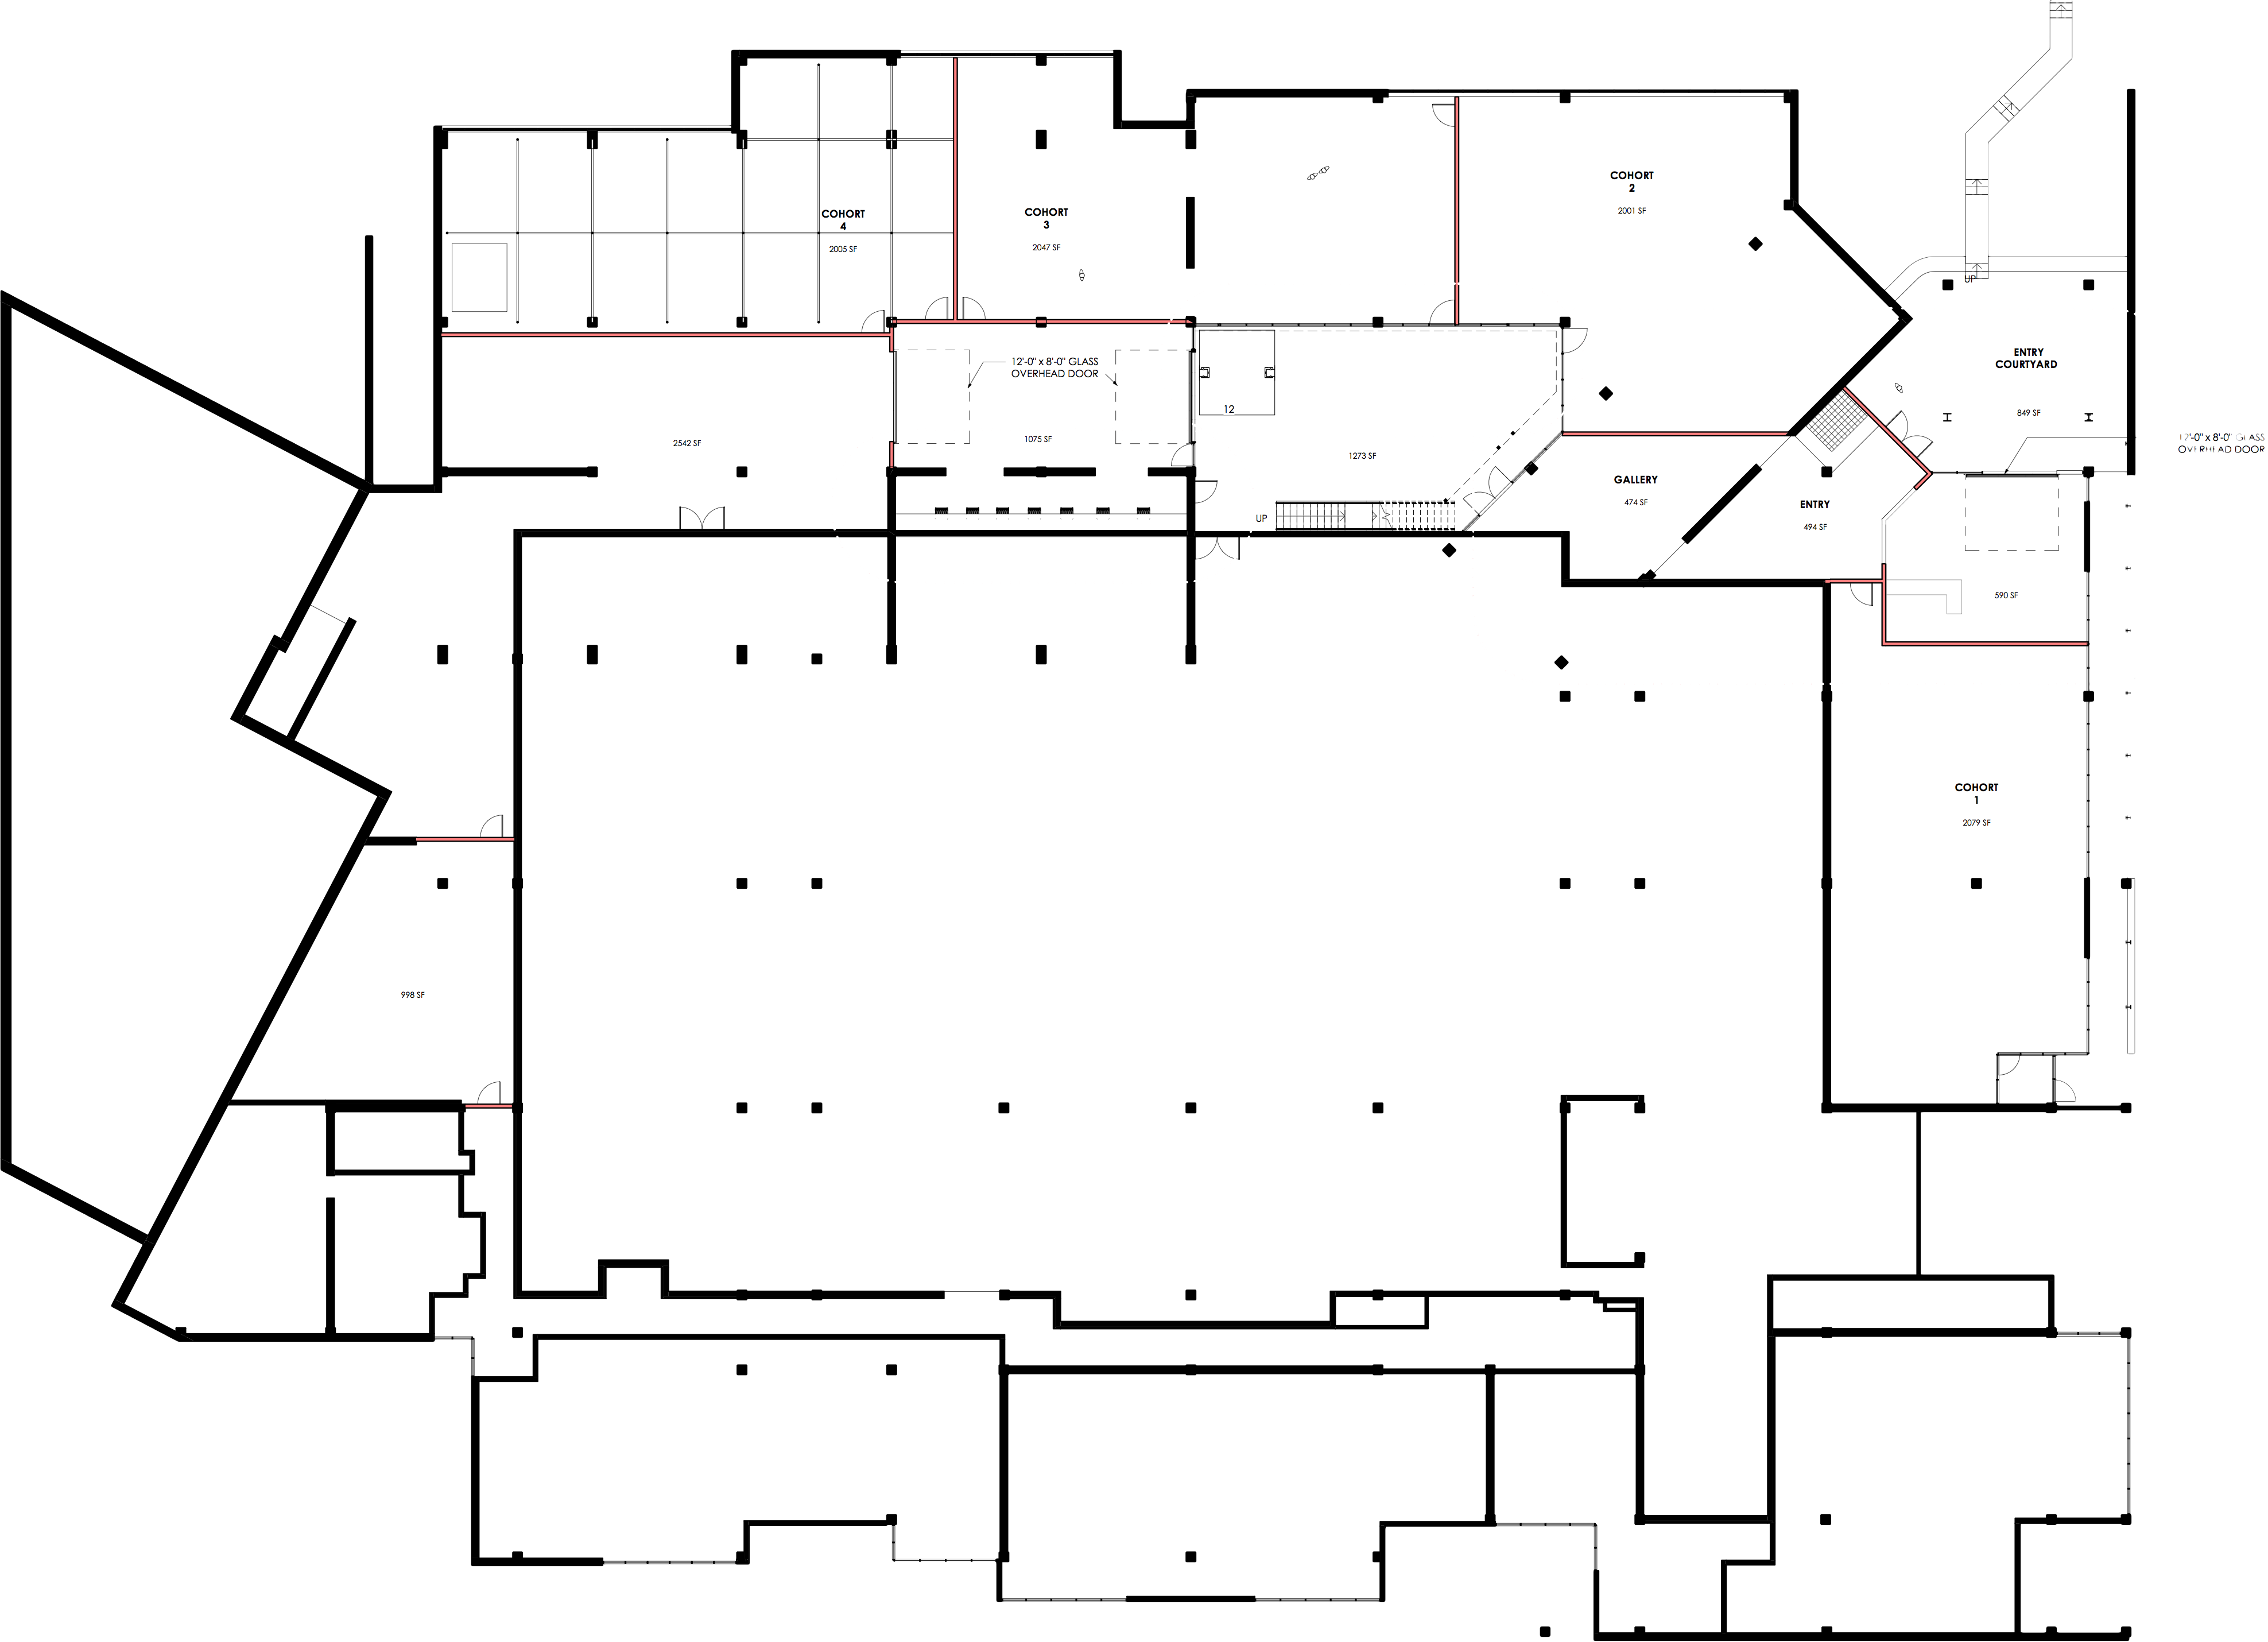 COHORT
4
2005 SF
COHORT
3
2047 SF
COHORT
2
2001 SF
UP
ENTRY
COURTYARD
849 SF
12'-0" x 8'-0" GLASS
OVERHEAD DOOR
12'-0" x 8'-0" GLASS
OVERHEAD DOOR
2542 SF
1075 SF
12
1273 SF
UP
GALLERY
474 SF
ENTRY
494 SF
590 SF
COHORT
1
2079 SF
998 SF